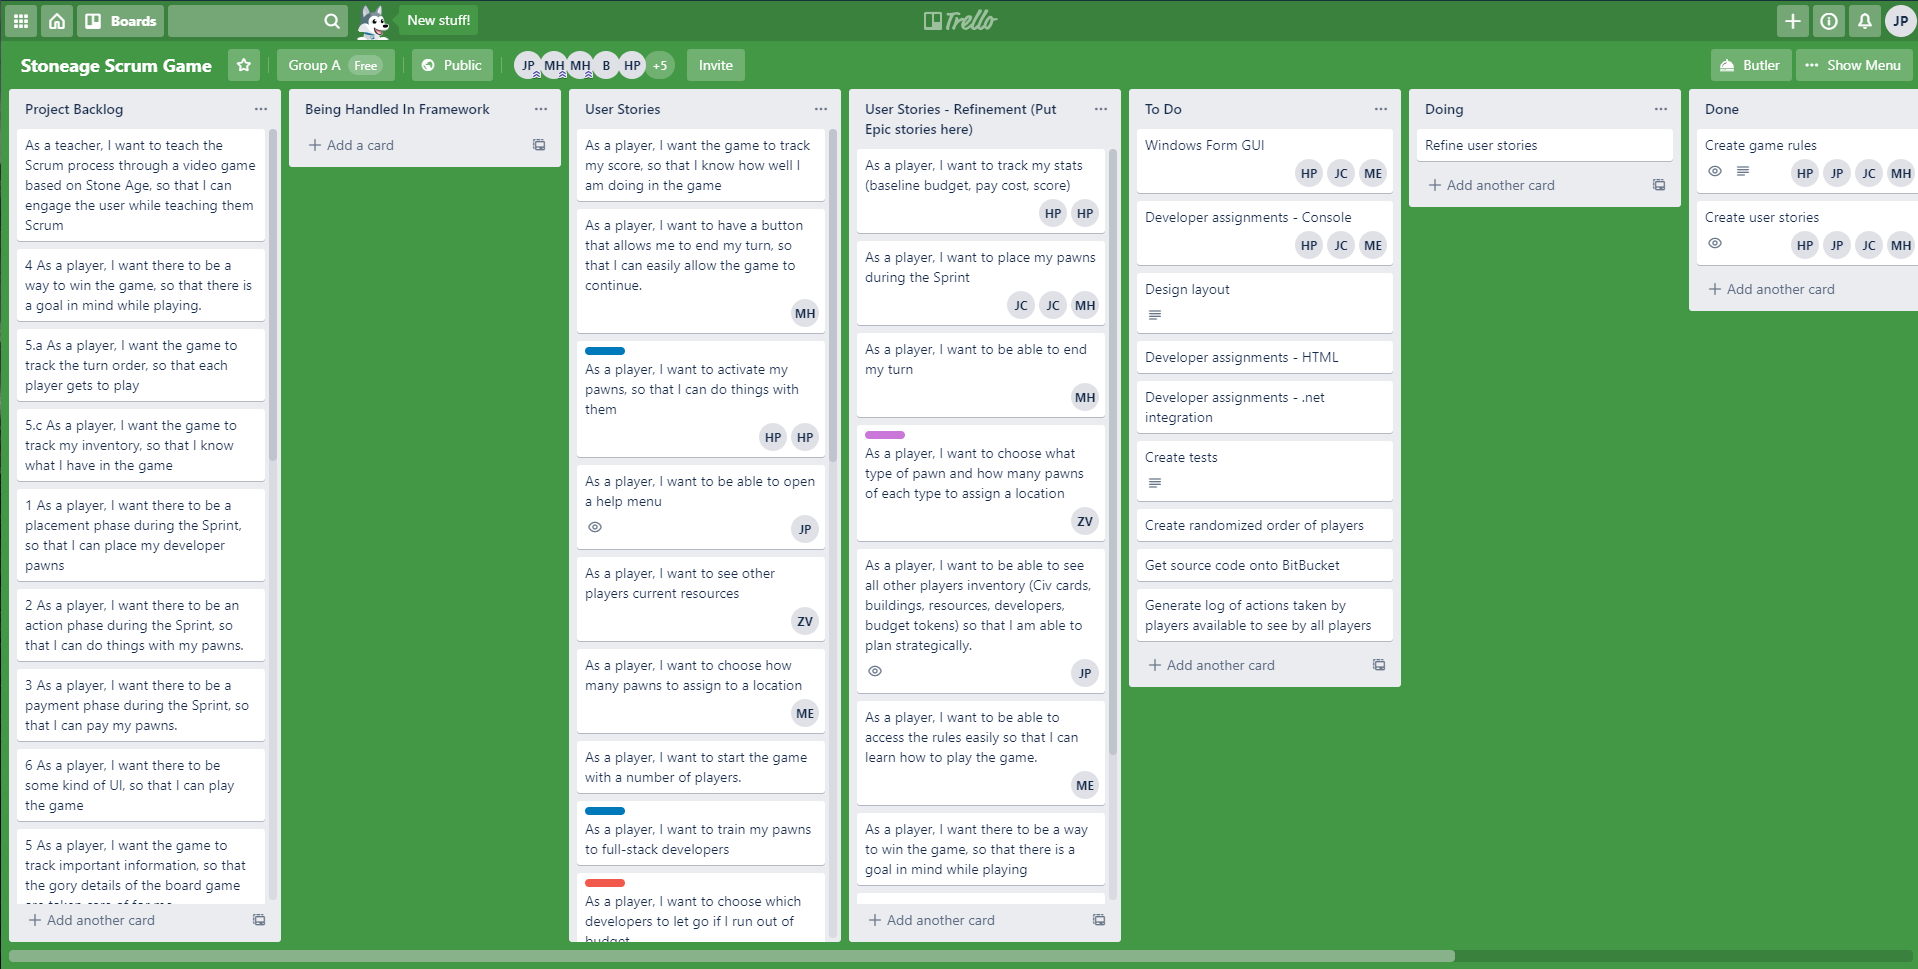 Boards
New stuff!
Trello
JP
Stoneage Scrum Game
Group A Free
Public
JP MH MH B HP +5
Invite
Butler
Show Menu
Project Backlog
As a teacher, I want to teach the
Scrum process through a video game
based on Stone Age, so that I can
engage the user while teaching them
Scrum
4 As a player, I want there to be a
way to win the game, so that there is
a goal in mind while playing.
5.a As a player, I want the game to
track the turn order, so that each
player gets to play
5.c As a player, I want the game to
track my inventory, so that I know
what I have in the game
1 As a player, I want there to be a
placement phase during the Sprint,
so that I can place my developer
pawns
2 As a player, I want there to be an
action phase during the Sprint, so
that I can do things with my pawns.
3 As a player, I want there to be a
payment phase during the Sprint, so
that I can pay my pawns.
6 As a player, I want there to be
some kind of UI, so that I can play
the game
5 As a player, I want the game to
track important information, so that
the gory details of the board game
are taken care of for me
+ Add another card
Being Handled In Framework
+ Add a card
User Stories
As a player, I want the game to track
my score, so that I know how well I
am doing in the game
As a player, I want to have a button
that allows me to end my turn, so
that I can easily allow the game to
continue.
MH
As a player, I want to activate my
pawns, so that I can do things with
them
HP HP
As a player, I want to be able to open
a help menu
JP
As a player, I want to see other
players current resources
ZV
As a player, I want to choose how
many pawns to assign to a location
ME
As a player, I want to start the game
with a number of players.
As a player, I want to train my pawns
to full-stack developers
As a player, I want to choose which
developers to let go if I run out of
budget
User Stories - Refinement (Put
Epic stories here)
As a player, I want to track my stats
(baseline budget, pay cost, score)
HP HP
As a player, I want to place my pawns
during the Sprint
JC JC MH
As a player, I want to be able to end
my turn
MH
As a player, I want to choose what
type of pawn and how many pawns
of each type to assign a location
ZV
As a player, I want to be able to see
all other players inventory (Civ cards,
buildings, resources, developers,
budget tokens) so that I am able to
plan strategically.
JP
As a player, I want to be able to
access the rules easily so that I can
learn how to play the game.
ME
As a player, I want there to be a way
to win the game, so that there is a
goal in mind while playing
+ Add another card
To Do
Windows Form GUI
HP JC ME
Developer assignments - Console
HP JC ME
Design layout
Developer assignments - HTML
Developer assignments - .net
integration
Create tests
Create randomized order of players
Get source code onto BitBucket
Generate log of actions taken by
players available to see by all players
+ Add another card
Doing
Refine user stories
+ Add another card
Done
Create game rules
HP JP JC MH
Create user stories
HP JP JC MH
+ Add another card